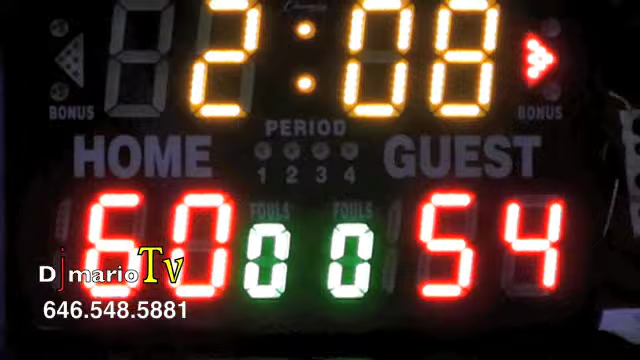 Champion
2:08
BONUS
BONUS
PERIOD
HOME
GUEST
1 2 3 4
FOULS
FOULS
60 0 0 54
DjmarioTv
646.548.5881